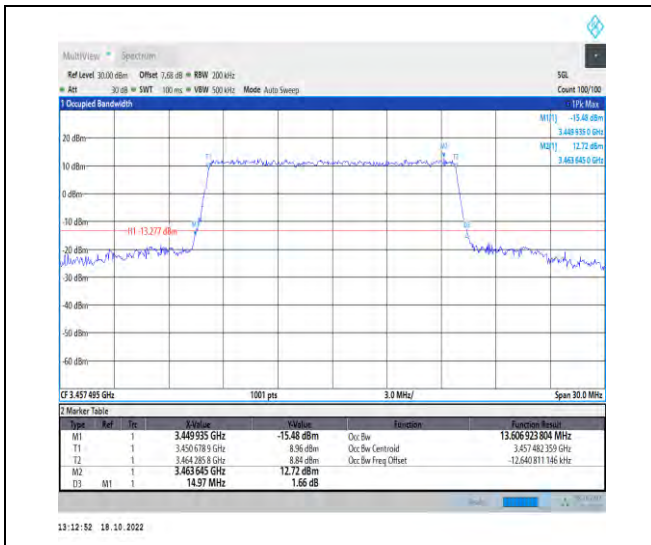 MultiView Spectrum
Ref Level 30.00 dBm Offset 7.68 dB RBW 200 kHz SGL
Att 30 dB SWT 100 ms VBW 500 kHz Mode Auto Sweep Count 100/100
1 Occupied Bandwidth 1Pk Max
M1[1] -15.48 dBm
3.449 935 0 GHz
M2[1] 12.72 dBm
3.463 645 0 GHz
20 dBm
M2
T1 T2
10 dBm
0 dBm
-10 dBm
M1 D3
H1 -13.277 dBm
-20 dBm
-30 dBm
-40 dBm
-50 dBm
-60 dBm
CF 3.457 495 GHz 1001 pts 3.0 MHz/ Span 30.0 MHz
2 Marker Table
Type Ref Trc X-Value Y-Value Function Function Result
M1 1 3.449 935 GHz -15.48 dBm Occ Bw 13.606 923 804 MHz
T1 1 3.450 678 9 GHz 8.96 dBm Occ Bw Centroid 3.457 482 359 GHz
T2 1 3.464 285 8 GHz 8.84 dBm Occ Bw Freq Offset -12.640 811 146 kHz
M2 1 3.463 645 GHz 12.72 dBm
D3 M1 1 14.97 MHz 1.66 dB
13:12:52 18.10.2022